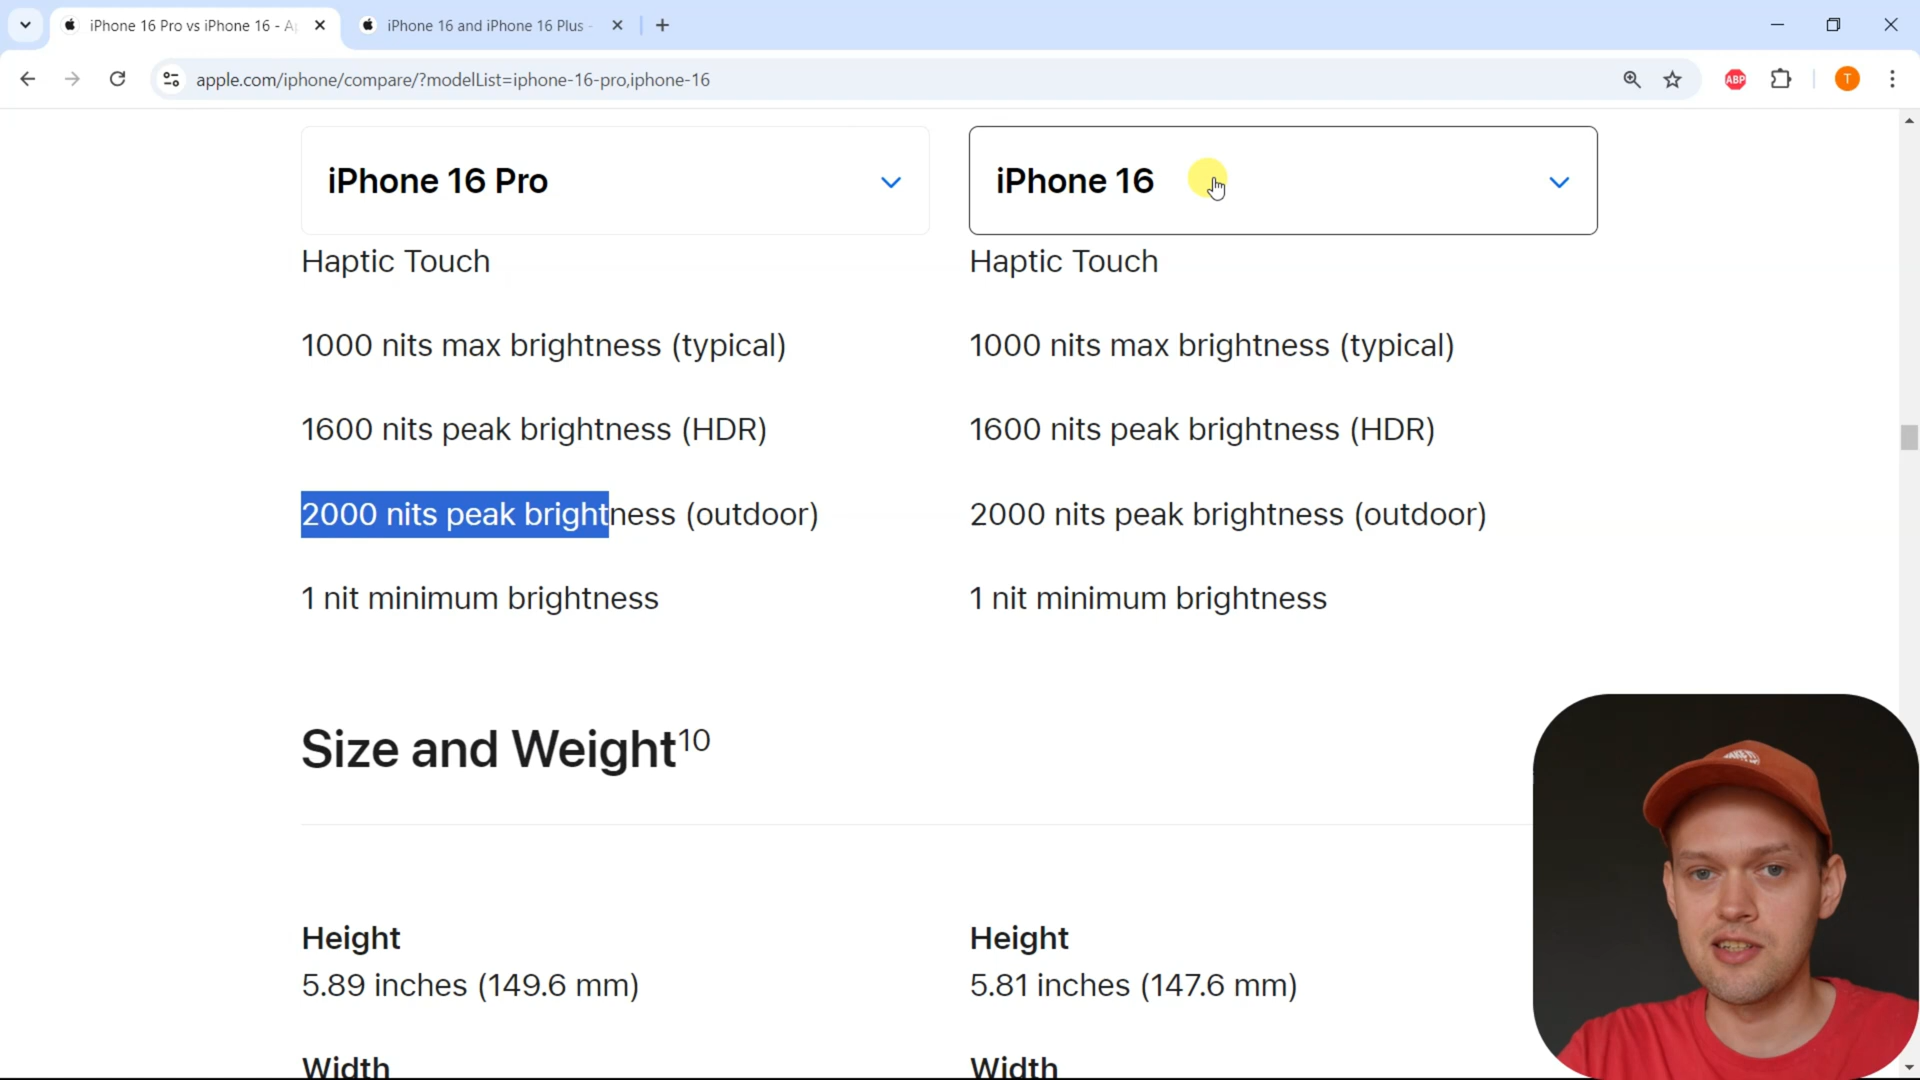 iPhone 16 Pro vs iPhone 16 - A
iPhone 16 and iPhone 16 Plus -
apple.com/iphone/compare/?modelList=iphone-16-pro,iphone-16
ABP
T
iPhone 16 Pro
iPhone 16
Haptic Touch
Haptic Touch
1000 nits max brightness (typical)
1000 nits max brightness (typical)
1600 nits peak brightness (HDR)
1600 nits peak brightness (HDR)
2000 nits peak brightness (outdoor)
2000 nits peak brightness (outdoor)
1 nit minimum brightness
1 nit minimum brightness
Size and Weight10
Height
Height
5.89 inches (149.6 mm)
5.81 inches (147.6 mm)
Width
Width